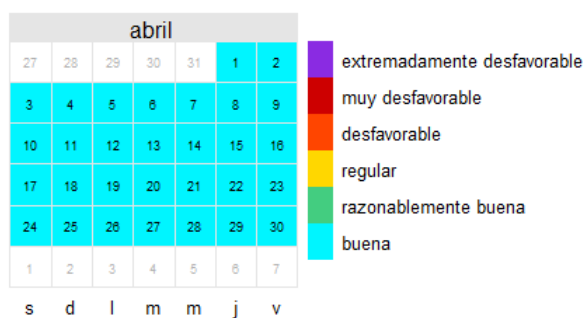 abril
27 28 29 30 31 1 2
3 4 5 6 7 8 9
10 11 12 13 14 15 16
17 18 19 20 21 22 23
24 25 26 27 28 29 30
1 2 3 4 5 6 7
s d l m m j v
extremadamente desfavorable
muy desfavorable
desfavorable
regular
razonablemente buena
buena